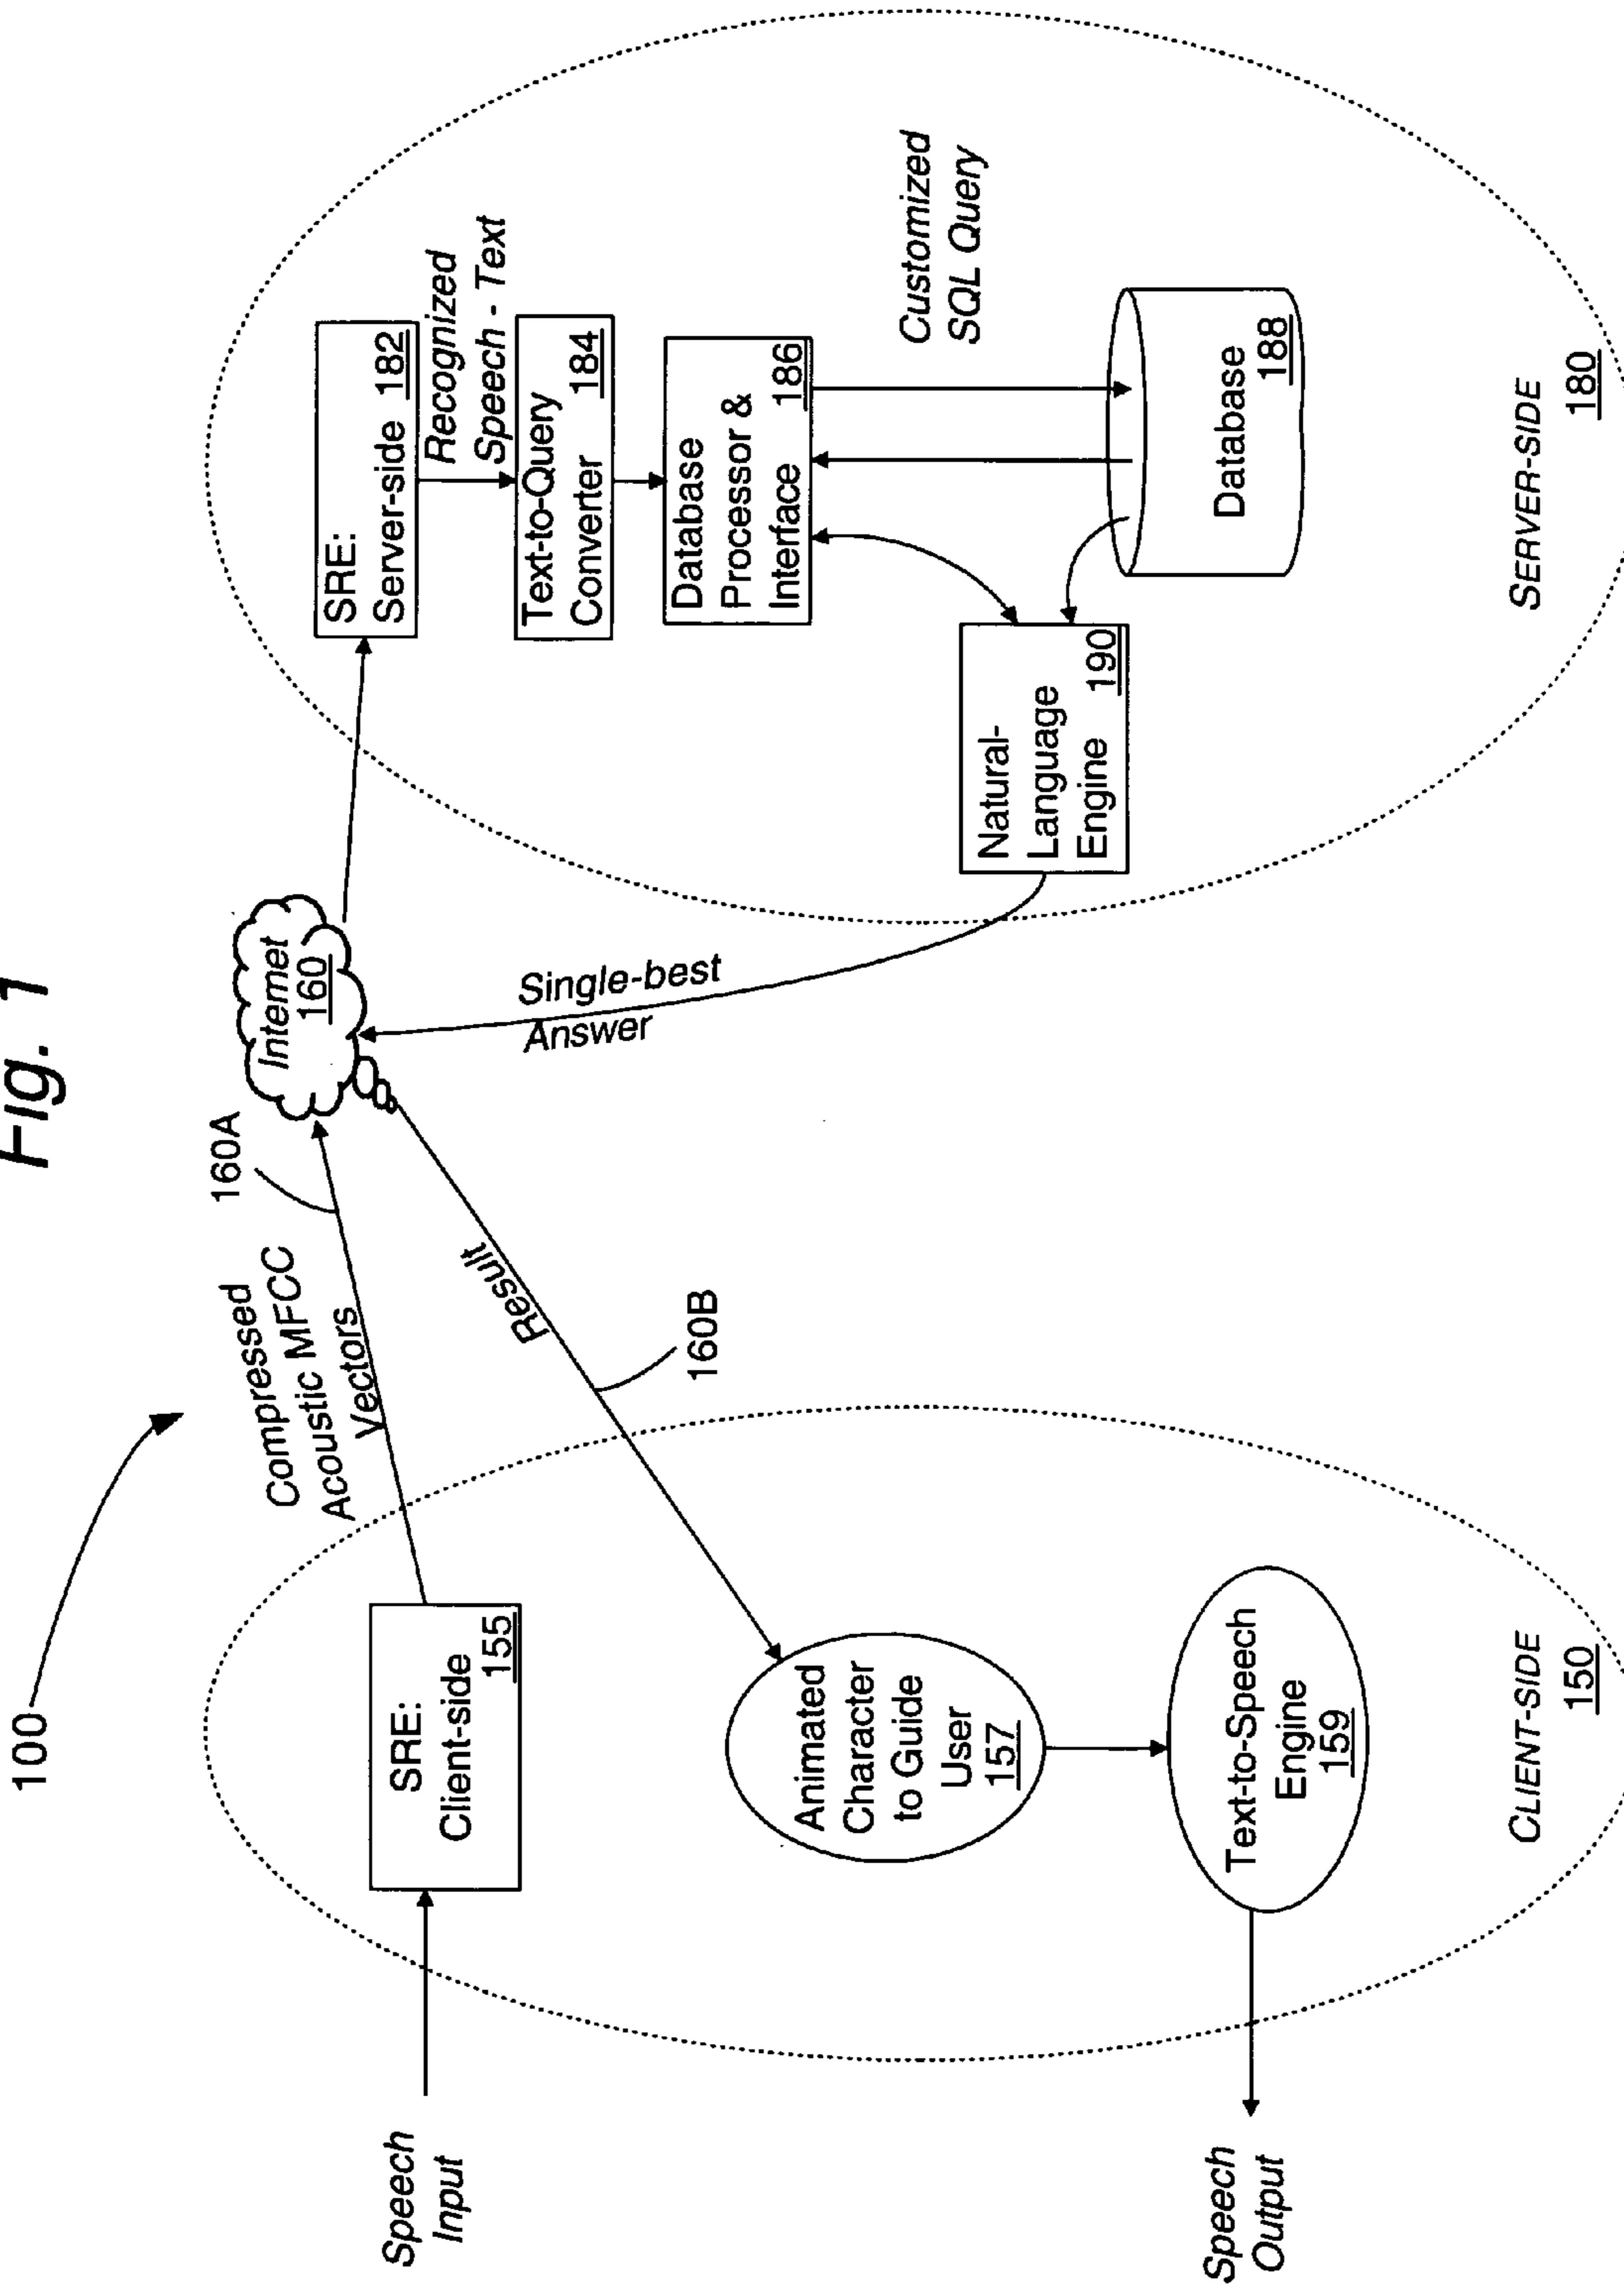 Fig. 1
100
Speech
Input
SRE:
Client-side
155
Compressed
Acoustic MFCC
Vectors
160A
Internet
160
Result
160B
Animated
Character
to Guide
User
157
Text-to-Speech
Engine
159
Speech
Output
CLIENT-SIDE
150
Single-best
Answer
SRE:
Server-side 182
Recognized
Speech - Text
Text-to-Query
Converter 184
Database
Processor &
Interface 186
Customized
SQL Query
Natural-
Language
Engine 190
Database
188
SERVER-SIDE
180